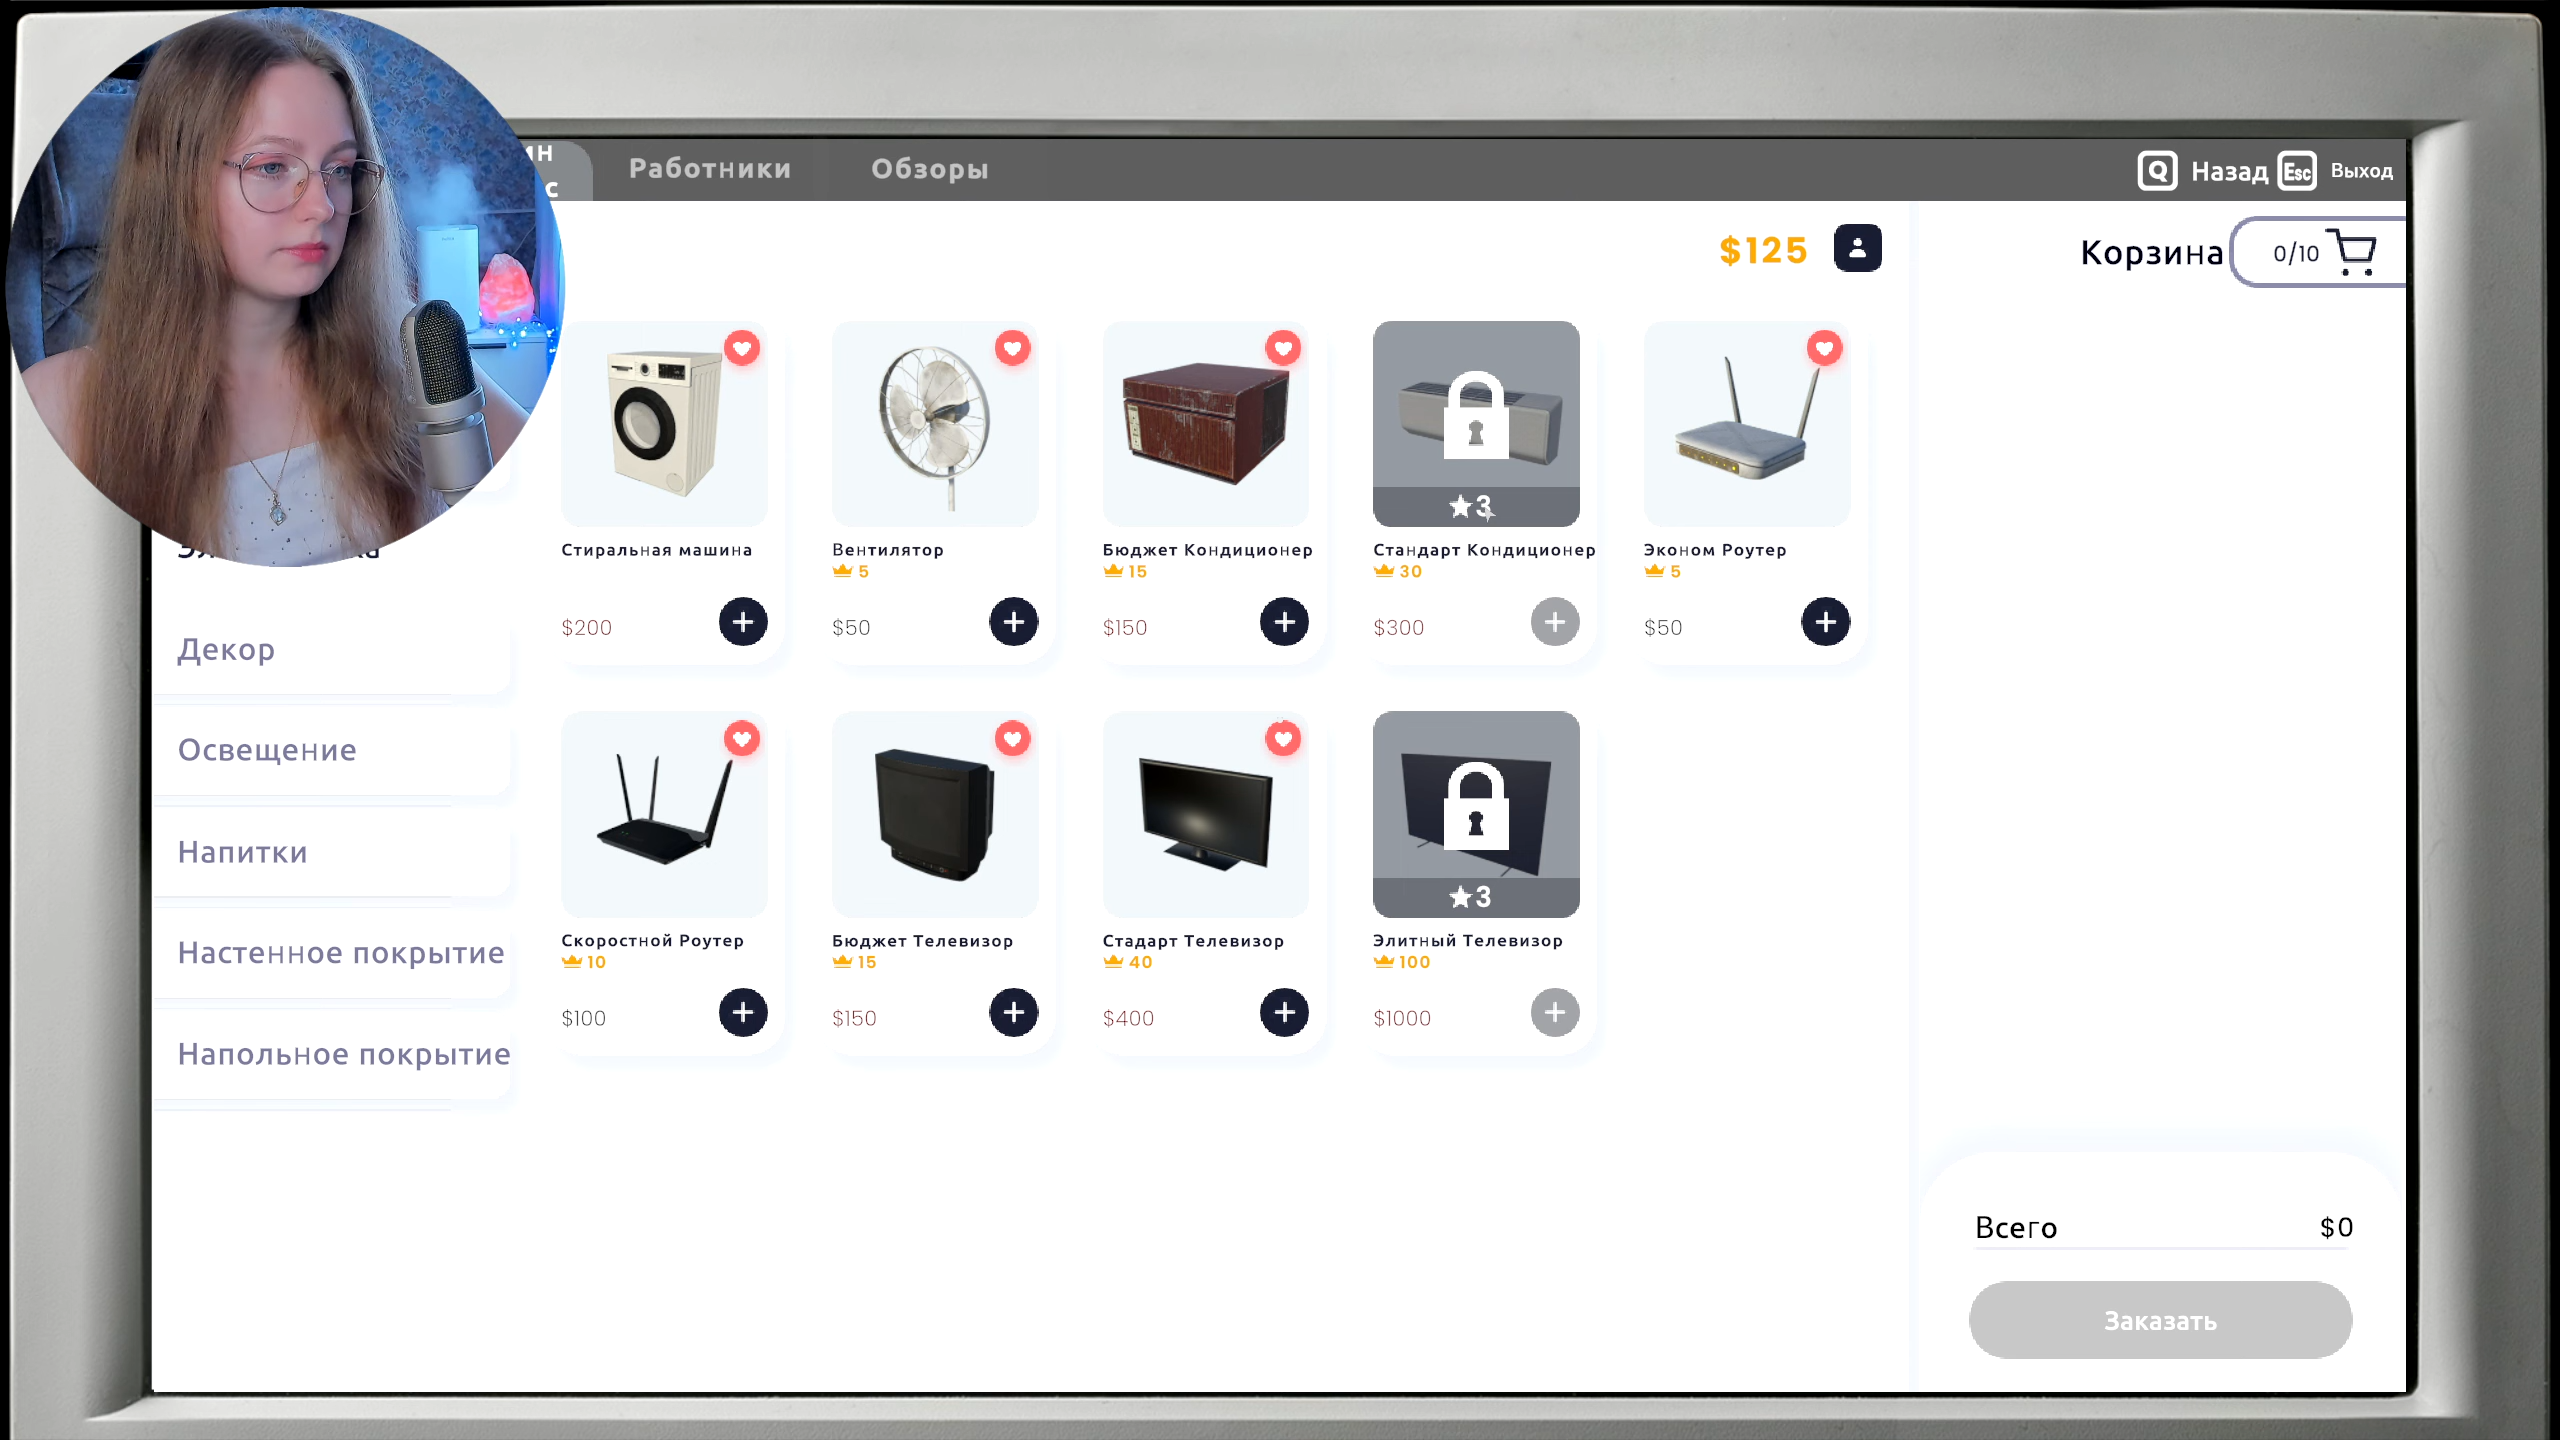 Работники
Обзоры
Q Назад Esc Выход
$125
Корзина 0/10
3
Стиральная машина
Вентилятор
5
Бюджет Кондиционер
15
Стандарт Кондиционер
30
Эконом Роутер
5
$200
$50
$150
$300
$50
Декор
Освещение
Напитки
Настенное покрытие
Напольное покрытие
3
Скоростной Роутер
10
Бюджет Телевизор
15
Стадарт Телевизор
40
Элитный Телевизор
100
$100
$150
$400
$1000
Всего $0
Заказать